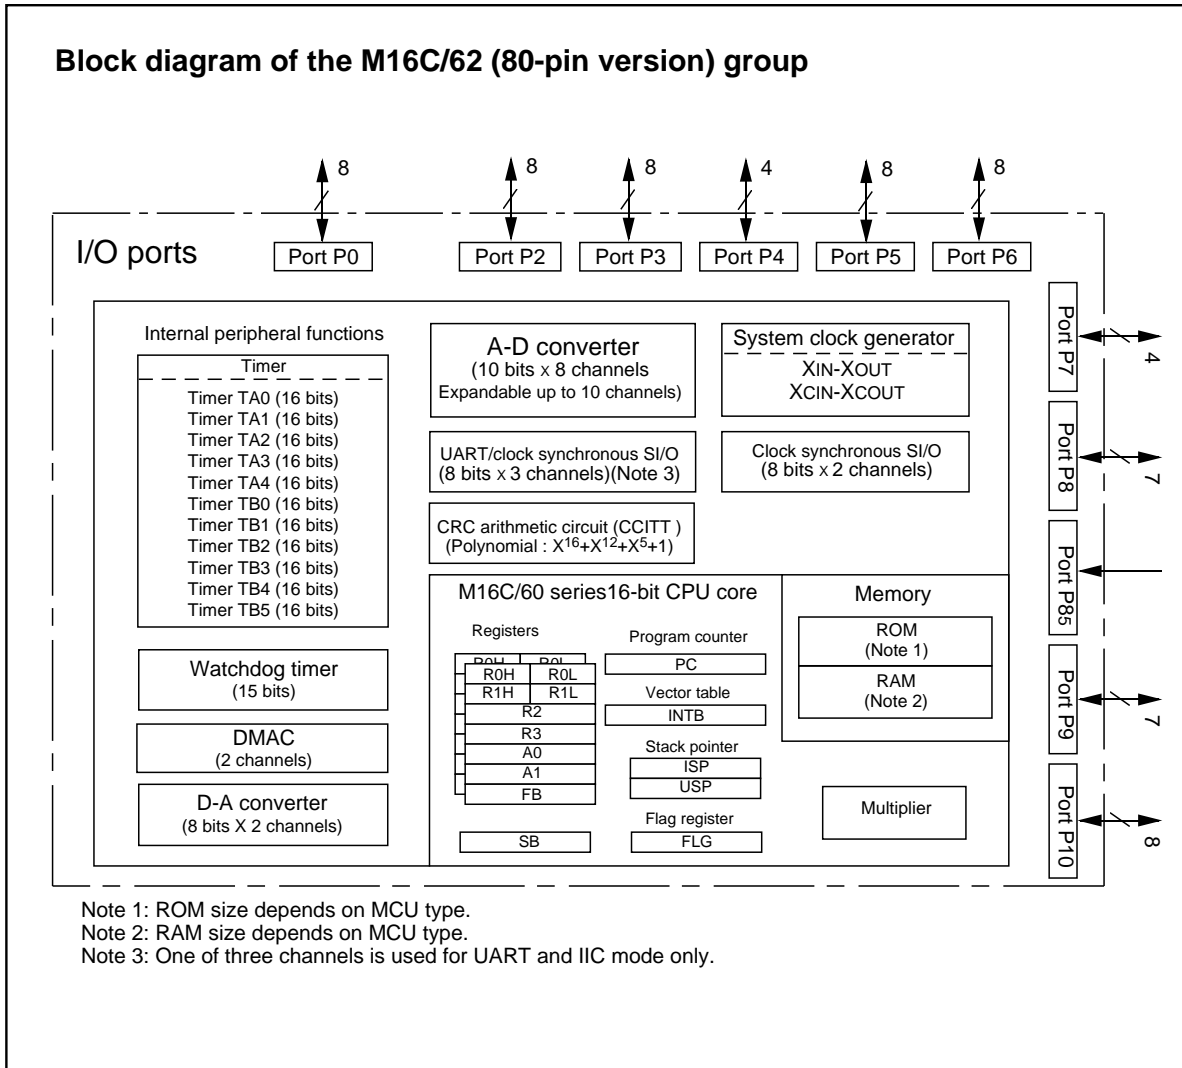 Block diagram of the M16C/62 (80-pin version) group
8
8
8
4
8
8
I/O ports
Port P0
Port P2
Port P3
Port P4
Port P5
Port P6
Internal peripheral functions
Timer
Timer TA0 (16 bits)
Timer TA1 (16 bits)
Timer TA2 (16 bits)
Timer TA3 (16 bits)
Timer TA4 (16 bits)
Timer TB0 (16 bits)
Timer TB1 (16 bits)
Timer TB2 (16 bits)
Timer TB3 (16 bits)
Timer TB4 (16 bits)
Timer TB5 (16 bits)
Watchdog timer
(15 bits)
DMAC
(2 channels)
D-A converter
(8 bits X 2 channels)
A-D converter
(10 bits x 8 channels
Expandable up to 10 channels)
System clock generator
XIN-XOUT
XCIN-XCOUT
UART/clock synchronous SI/O
(8 bits x 3 channels)(Note 3)
Clock synchronous SI/O
(8 bits x 2 channels)
CRC arithmetic circuit (CCITT )
(Polynomial : X16+X12+X5+1)
M16C/60 series16-bit CPU core
Registers
R0H R0L
R0H R0L
R1H R1L
R2
R3
A0
A1
FB
SB
Program counter
PC
Vector table
INTB
Stack pointer
ISP
USP
Flag register
FLG
Memory
ROM
(Note 1)
RAM
(Note 2)
Multiplier
Port P7
4
Port P8
7
Port P85
Port P9
7
Port P10
8
Note 1: ROM size depends on MCU type.
Note 2: RAM size depends on MCU type.
Note 3: One of three channels is used for UART and IIC mode only.